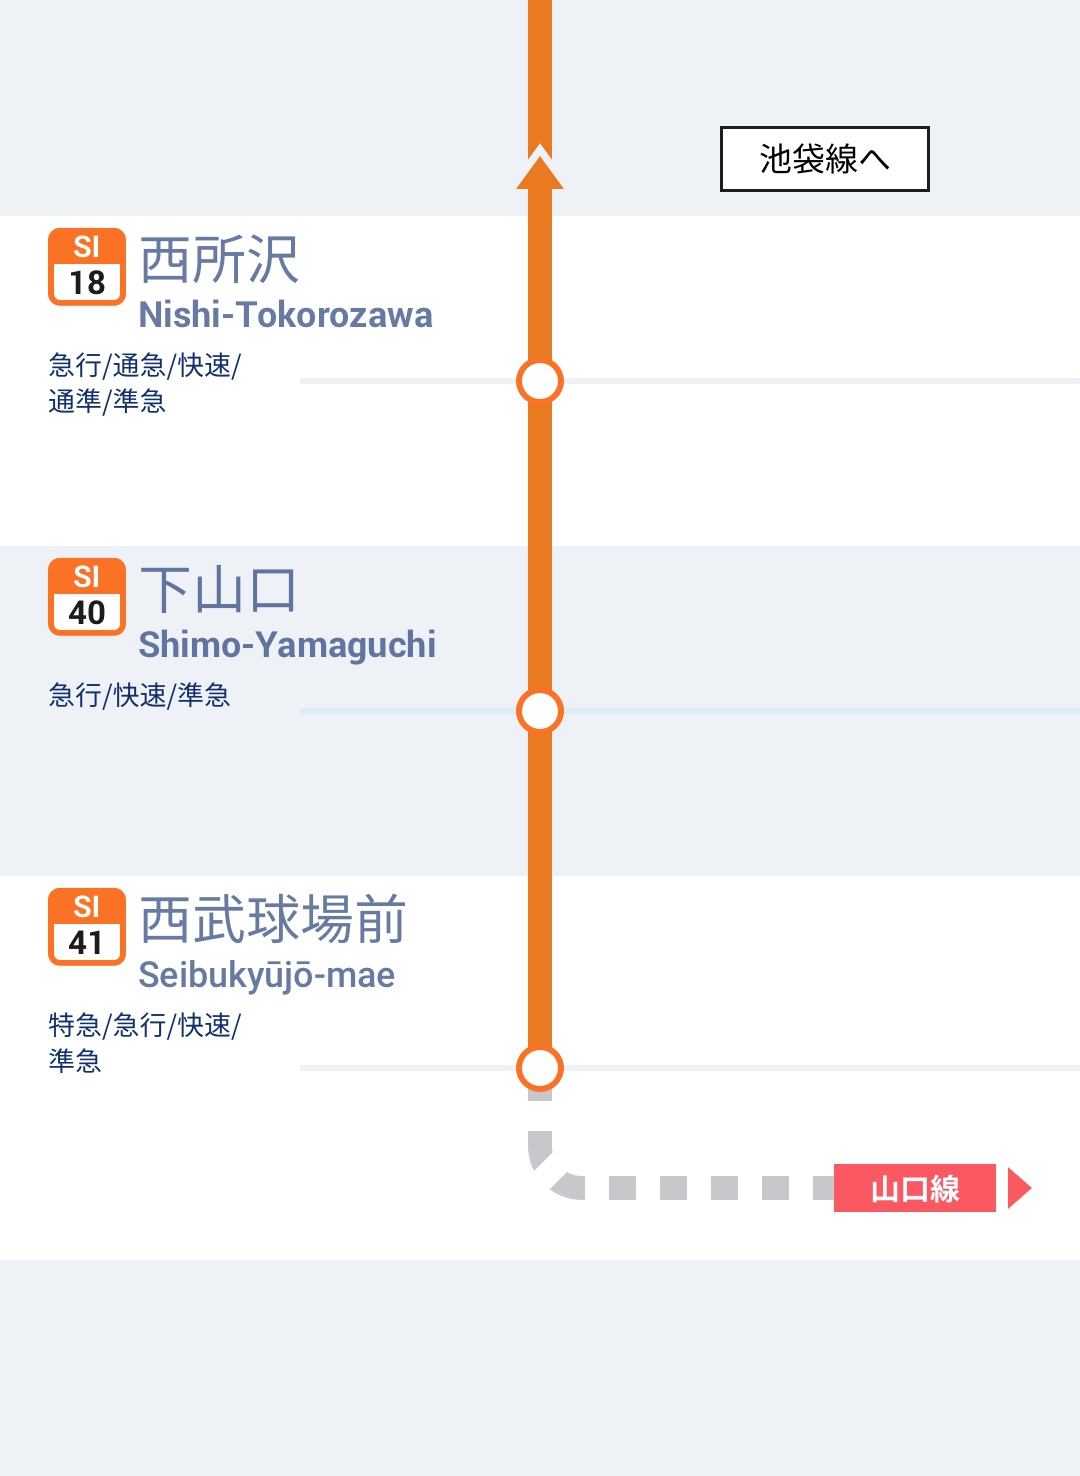 池袋線へ
SI
18
西所沢
Nishi-Tokorozawa
急行/通急/快速/
通準/準急
SI
40
下山口
Shimo-Yamaguchi
急行/快速/準急
SI
41
西武球場前
Seibukyūjō-mae
特急/急行/快速/
準急
山口線